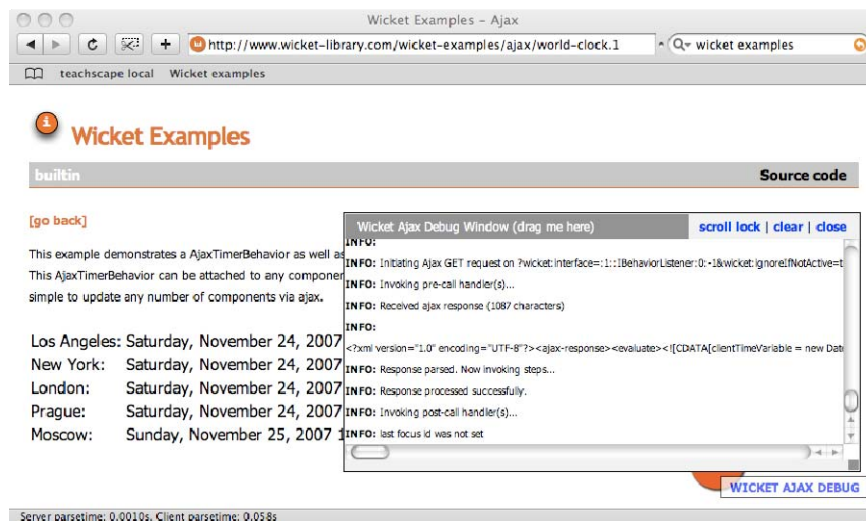 Wicket Examples - Ajax
http://www.wicket-library.com/wicket-examples/ajax/world-clock.1
wicket examples
teachscape local Wicket examples
i
Wicket Examples
builtin Source code
[go back]
This example demonstrates a AjaxTimerBehavior as well as
This AjaxTimerBehavior can be attached to any componen
simple to update any number of components via ajax.
Los Angeles: Saturday, November 24, 2007
New York: Saturday, November 24, 2007
London: Saturday, November 24, 2007
Prague: Saturday, November 24, 2007
Moscow: Sunday, November 25, 2007 1
Wicket Ajax Debug Window (drag me here) scroll lock | clear | close
INFO:
INFO: Initiating Ajax GET request on ?wicket:interface=:1::IBehaviorListener:0:-1&wicket:ignoreIfNotActive=t
INFO: Invoking pre-call handler(s)...
INFO: Received ajax response (1087 characters)
INFO:
<?xml version="1.0" encoding="UTF-8"?><ajax-response><evaluate><![CDATA[clientTimeVariable = new Date
INFO: Response parsed. Now invoking steps...
INFO: Response processed successfully.
INFO: Invoking post-call handler(s)...
INFO: last focus id was not set
WICKET AJAX DEBUG
Server parsetime: 0.0010s, Client parsetime: 0.058s